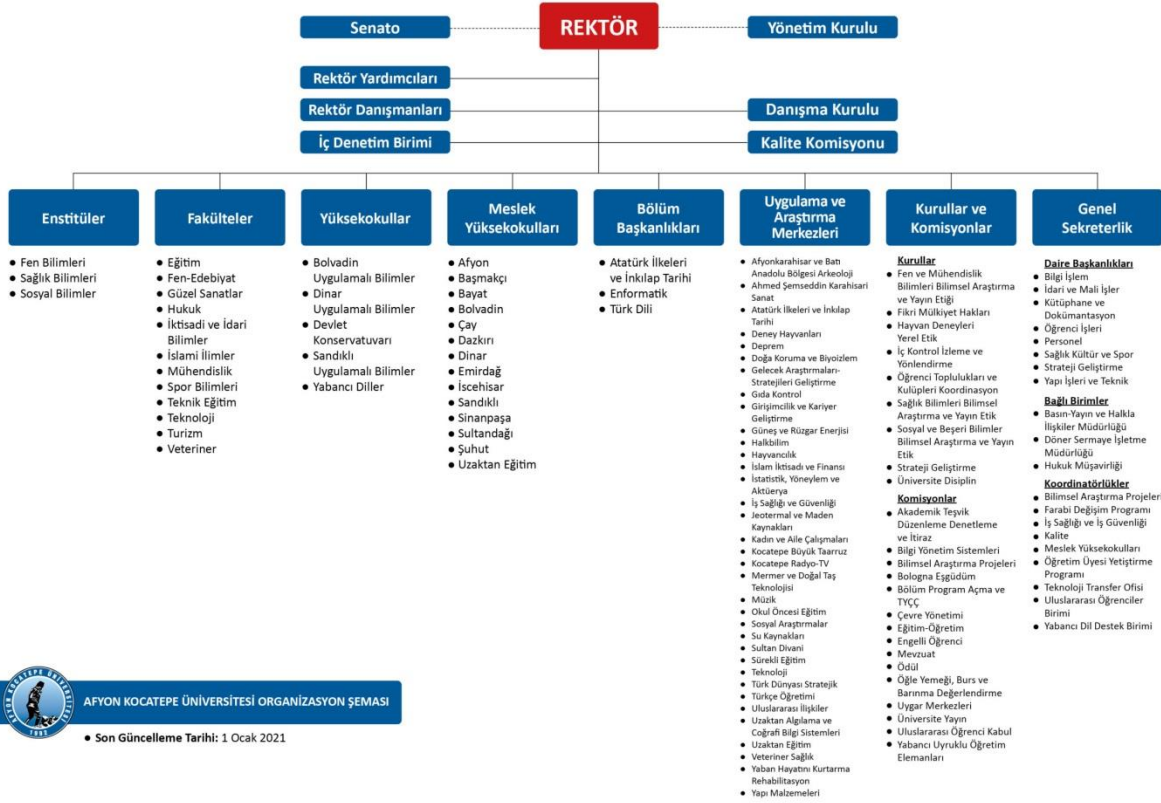 Senato
REKTÖR
Yönetim Kurulu
Rektör Yardımcıları
Rektör Danışmanları
Danışma Kurulu
İç Denetim Birimi
Kalite Komisyonu
Enstitüler
• Fen Bilimleri
• Sağlık Bilimleri
• Sosyal Bilimler
Fakülteler
• Eğitim
• Fen-Edebiyat
• Güzel Sanatlar
• Hukuk
• İktisadi ve İdari
Bilimler
• İslami İlimler
• Mühendislik
• Spor Bilimleri
• Teknik Eğitim
• Teknoloji
• Turizm
• Veteriner
Yüksekokullar
• Bolvadin
Uygulamalı Bilimler
• Dinar
Uygulamalı Bilimler
• Devlet
Konservatuvarı
• Sandıklı
Uygulamalı Bilimler
• Yabancı Diller
Meslek
Yüksekokulları
• Afyon
• Başmakçı
• Bayat
• Bolvadin
• Çay
• Dazkırı
• Dinar
• Emirdağ
• İscehisar
• Sandıklı
• Sinanpaşa
• Sultandağı
• Şuhut
• Uzaktan Eğitim
Bölüm
Başkanlıkları
• Atatürk İlkeleri
ve İnkılap Tarihi
• Enformatik
• Türk Dili
Uygulama ve
Araştırma
Merkezleri
• Afyonkarahisar ve Batı
Anadolu Bölgesi Arkeoloji
• Ahmed Şemseddin Karahisari
Sanat
• Atatürk İlkeleri ve İnkılap
Tarihi
• Deney Hayvanları
• Deprem
• Doğa Koruma ve Biyoizlem
• Gelecek Araştırmaları-
Stratejileri Geliştirme
• Gıda Kontrol
• Girişimcilik ve Kariyer
Geliştirme
• Güneş ve Rüzgar Enerjisi
• Halkbilim
• Hayvancılık
• İslam İktisadı ve Finansı
• İstatistik, Yöneylem ve
Aktüerya
• İş Sağlığı ve Güvenliği
• Jeotermal ve Maden
Kaynakları
• Kadın ve Aile Çalışmaları
• Kocatepe Büyük Taarruz
• Kocatepe Radyo-TV
• Mermer ve Doğal Taş
Teknolojisi
• Müzik
• Okul Öncesi Eğitim
• Sosyal Araştırmalar
• Su Kaynakları
• Sultan Divani
• Sürekli Eğitim
• Teknoloji
• Türk Dünyası Stratejik
• Türkçe Öğretimi
• Uluslararası İlişkiler
• Uzaktan Algılama ve
Coğrafi Bilgi Sistemleri
• Uzaktan Eğitim
• Veteriner Sağlık
• Yaban Hayatını Kurtarma
Rehabilitasyon
• Yapı Malzemeleri
Kurullar ve
Komisyonlar
Kurullar
• Fen ve Mühendislik
Bilimleri Bilimsel Araştırma
ve Yayın Etiği
• Fikri Mülkiyet Hakları
• Hayvan Deneyleri
Yerel Etik
• İç Kontrol İzleme ve
Yönlendirme
• Öğrenci Toplulukları ve
Kulüpleri Koordinasyon
• Sağlık Bilimleri Bilimsel
Araştırma ve Yayın Etik
• Sosyal ve Beşeri Bilimler
Bilimsel Araştırma ve Yayın
Etik
• Strateji Geliştirme
• Üniversite Disiplin
Komisyonlar
• Akademik Teşvik
Düzenleme Denetleme
ve İtiraz
• Bilgi Yönetim Sistemleri
• Bilimsel Araştırma Projeleri
• Bologna Eşgüdüm
• Bölüm Program Açma ve
TYÇÇ
• Çevre Yönetimi
• Eğitim-Öğretim
• Engelli Öğrenci
• Mevzuat
• Ödül
• Öğle Yemeği, Burs ve
Barınma Değerlendirme
• Uygar Merkezleri
• Üniversite Yayın
• Uluslararası Öğrenci Kabul
• Yabancı Uyruklu Öğretim
Elemanları
Genel
Sekreterlik
Daire Başkanlıkları
• Bilgi İşlem
• İdari ve Mali İşler
• Kütüphane ve
Dokümantasyon
• Öğrenci İşleri
• Personel
• Sağlık Kültür ve Spor
• Strateji Geliştirme
• Yapı İşleri ve Teknik
Bağlı Birimler
• Basın-Yayın ve Halkla
İlişkiler Müdürlüğü
• Döner Sermaye İşletme
Müdürlüğü
• Hukuk Müşavirliği
Koordinatörlükler
• Bilimsel Araştırma Projeleri
• Farabi Değişim Programı
• İş Sağlığı ve İş Güvenliği
• Kalite
• Meslek Yüksekokulları
• Öğretim Üyesi Yetiştirme
Programı
• Teknoloji Transfer Ofisi
• Uluslararası Öğrenciler
Birimi
• Yabancı Dil Destek Birimi
AFYON KOCATEPE ÜNİVERSİTESİ
1992
AFYON KOCATEPE ÜNİVERSİTESİ ORGANİZASYON ŞEMASI
• Son Güncelleme Tarihi: 1 Ocak 2021